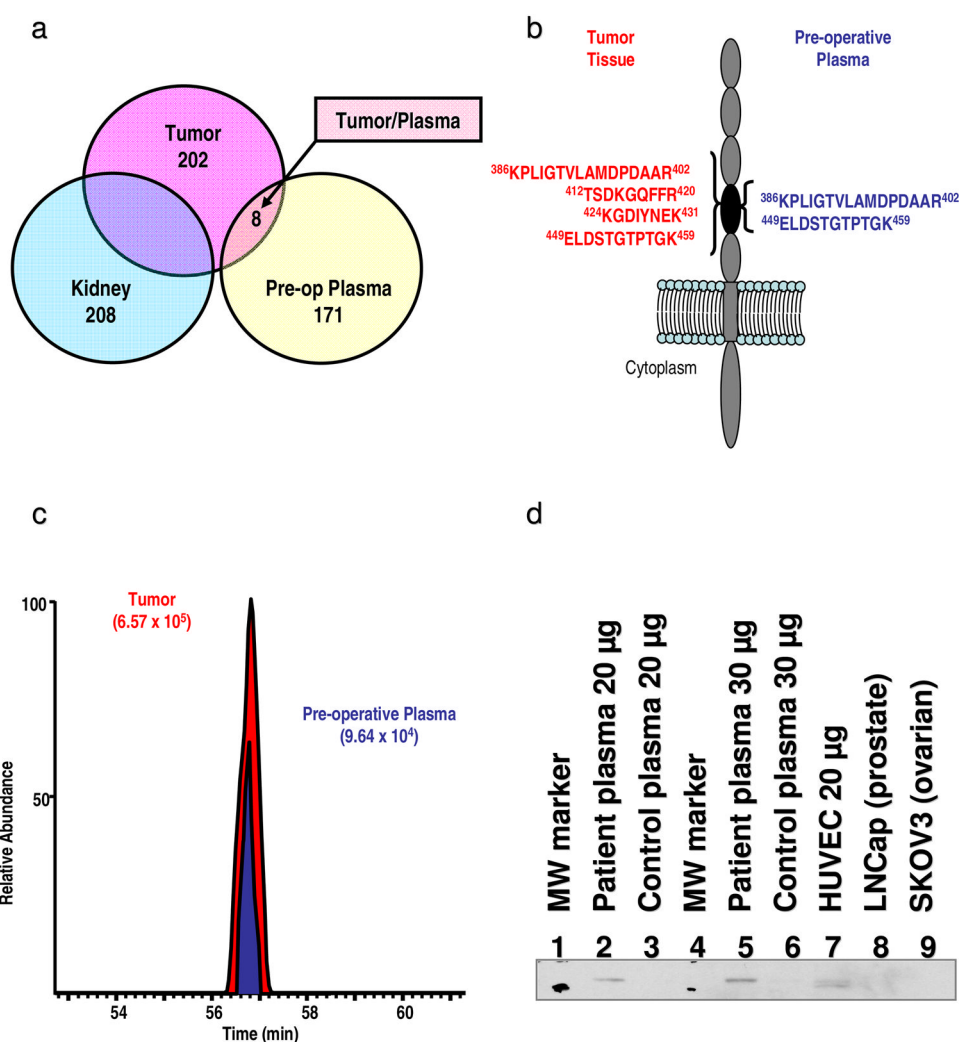 a
Tumor
202
Tumor/Plasma
8
Kidney
208
Pre-op Plasma
171
b
Tumor
Tissue
Pre-operative
Plasma
³⁸⁶KPLIGTVLAMDPDAAR⁴⁰²
⁴¹²TSDKGQFFR⁴²⁰
⁴²⁴KGDIYNEK⁴³¹
⁴⁴⁹ELDSTGTPTGK⁴⁵⁹
³⁸⁶KPLIGTVLAMDPDAAR⁴⁰²
⁴⁴⁹ELDSTGTPTGK⁴⁵⁹
Cytoplasm
c
Relative Abundance
100
50
Tumor
(6.57 x 10⁵)
Pre-operative Plasma
(9.64 x 10⁴)
54 56 58 60
Time (min)
d
MW marker
Patient plasma 20 µg
Control plasma 20 µg
MW marker
Patient plasma 30 µg
Control plasma 30 µg
HUVEC 20 µg
LNCap (prostate)
SKOV3 (ovarian)
1 2 3 4 5 6 7 8 9